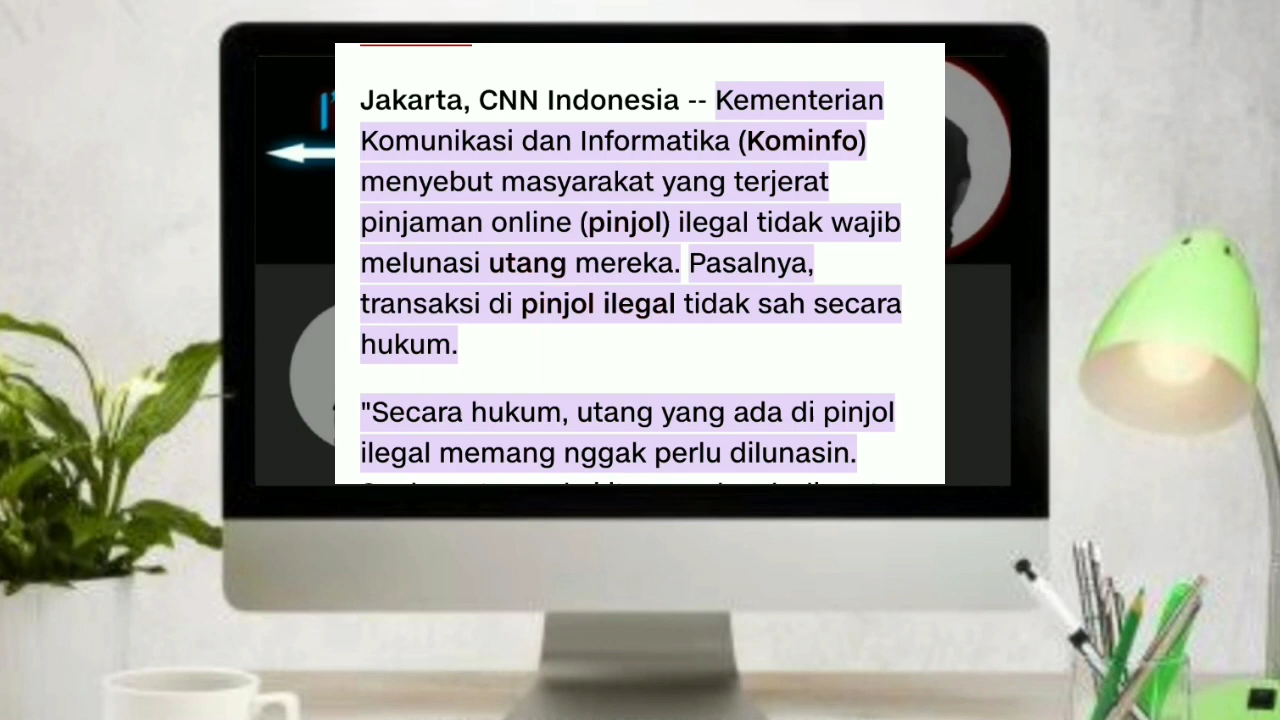 Jakarta, CNN Indonesia -- Kementerian
Komunikasi dan Informatika (Kominfo)
menyebut masyarakat yang terjerat
pinjaman online (pinjol) ilegal tidak wajib
melunasi utang mereka. Pasalnya,
transaksi di pinjol ilegal tidak sah secara
hukum.
"Secara hukum, utang yang ada di pinjol
ilegal memang nggak perlu dilunasin.